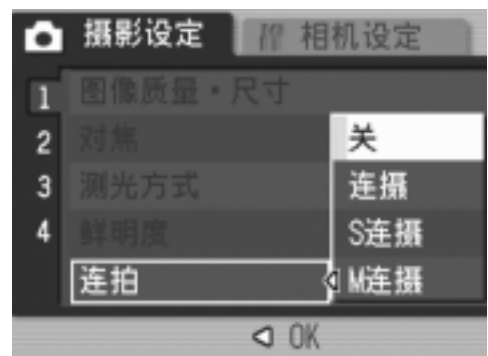 摄影设定 相机设定
1 图像质量・尺寸
2 对焦 关
3 测光方式 连摄
4 鲜明度 S连摄
连拍 M连摄
OK